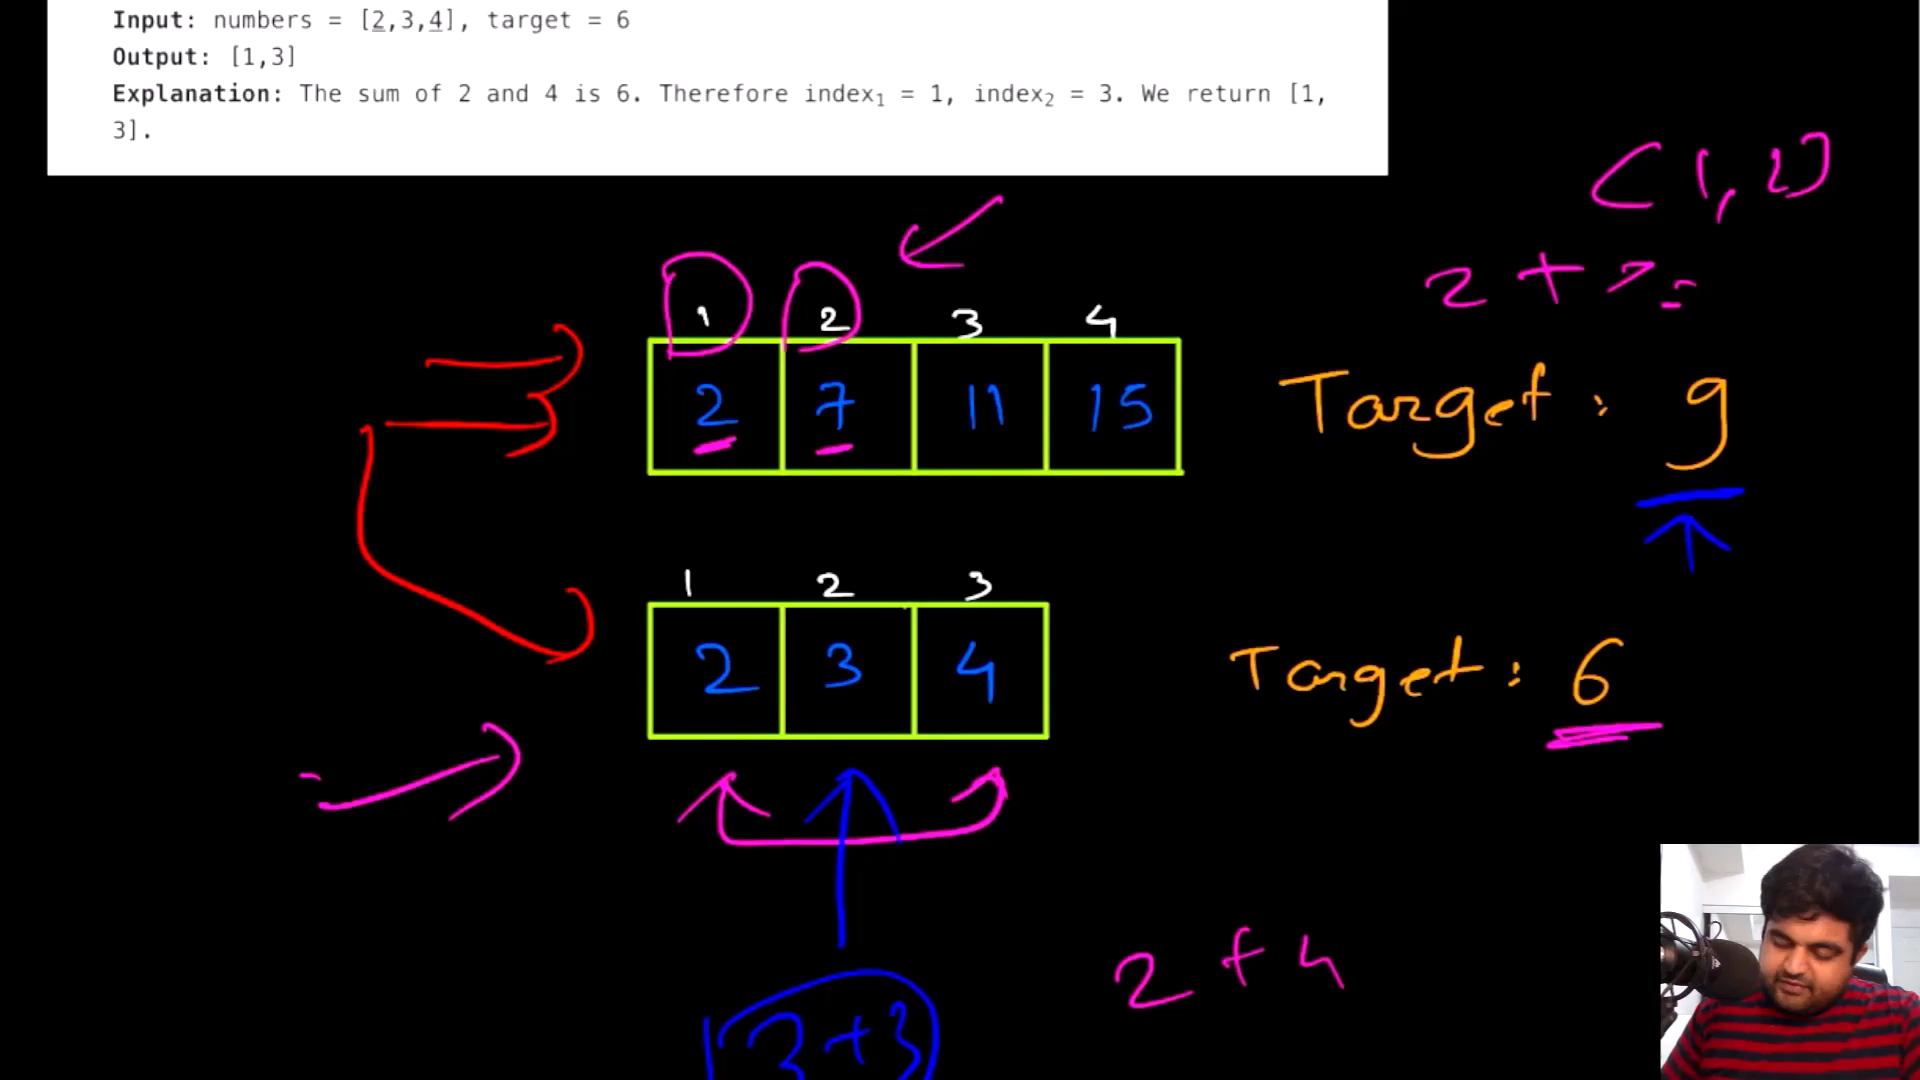 Input: numbers = [2,3,4], target = 6
Output: [1,3]
Explanation: The sum of 2 and 4 is 6. Therefore index₁ = 1, index₂ = 3. We return [1,
3].
[1, 2]
2 + 7 =
1 2 3 4
2 7 11 15
Target: 9
1 2 3
2 3 4
Target: 6
2 + 4
3+3